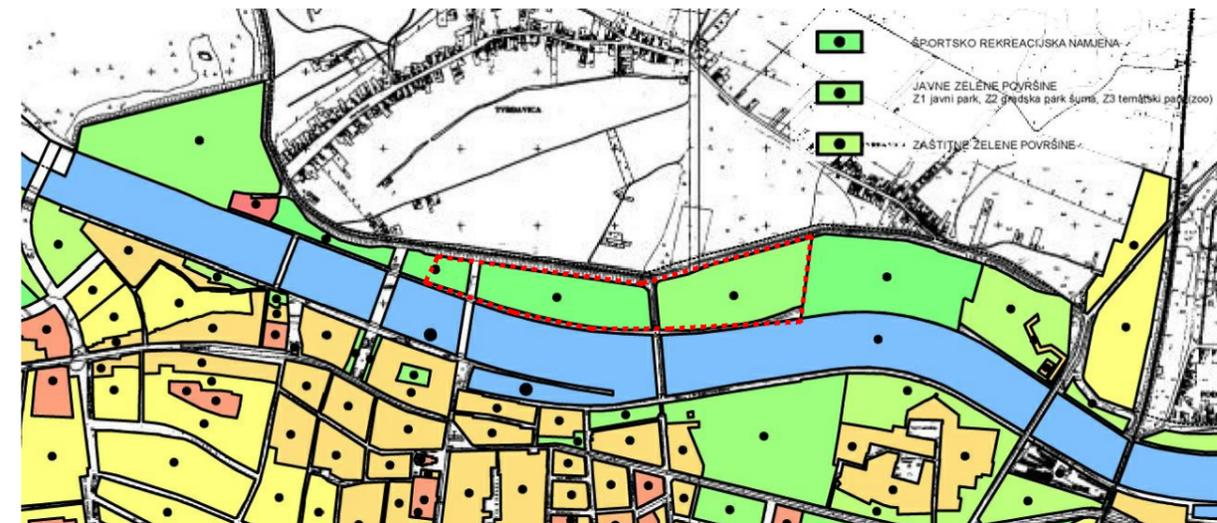 ŠPORTSKO REKREACIJSKA NAMJENA
JAVNE ZELENE POVRŠINE
Z1 javni park, Z2 gradska park šuma, Z3 tematski park (zoo)
TVRĐAVICA
ZAŠTITNE ZELENE POVRŠINE